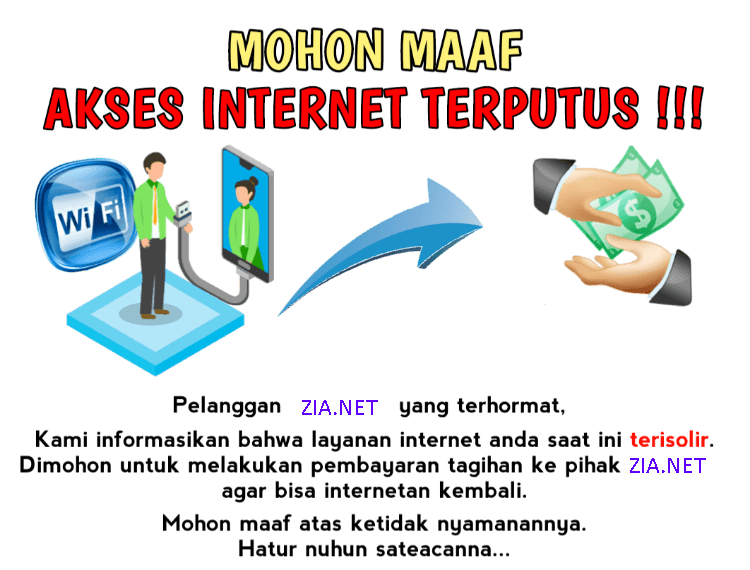 MOHON MAAF
AKSES INTERNET TERPUTUS !!!
Wi Fi
Pelanggan ZIA.NET yang terhormat,
Kami informasikan bahwa layanan internet anda saat ini terisolir.
Dimohon untuk melakukan pembayaran tagihan ke pihak ZIA.NET
agar bisa internetan kembali.
Mohon maaf atas ketidak nyamanannya.
Hatur nuhun sateacanna...